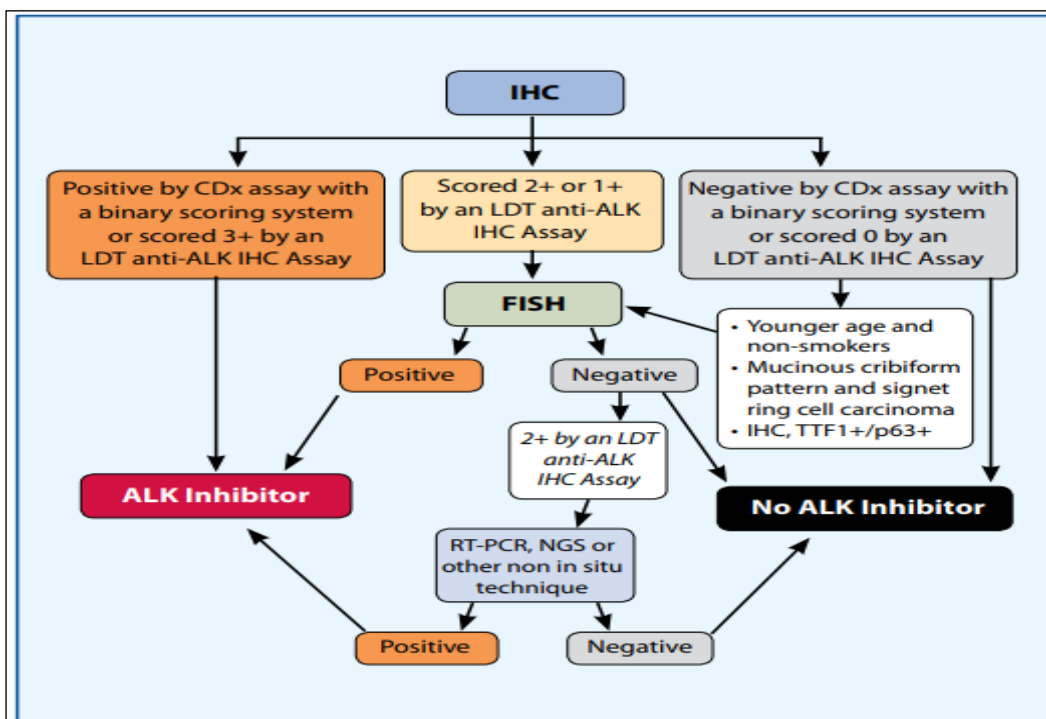 IHC
Positive by CDx assay with
a binary scoring system
or scored 3+ by an
LDT anti-ALK IHC Assay
Scored 2+ or 1+
by an LDT anti-ALK
IHC Assay
Negative by CDx assay with
a binary scoring system
or scored 0 by an
LDT anti-ALK IHC Assay
FISH
• Younger age and
non-smokers
• Mucinous cribiform
pattern and signet
ring cell carcinoma
• IHC, TTF1+/p63+
Positive
Negative
2+ by an LDT
anti-ALK
IHC Assay
ALK Inhibitor
No ALK Inhibitor
RT-PCR, NGS or
other non in situ
technique
Positive
Negative